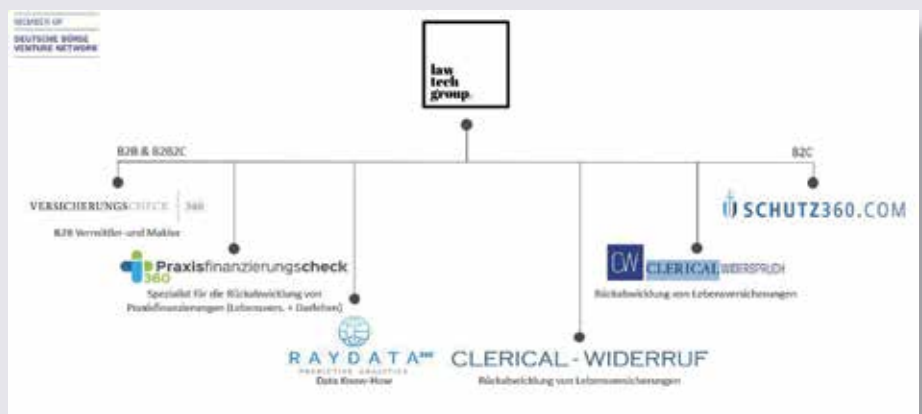 MEMBER OF
DEUTSCHE BÖRSE
VENTURE NETWORK
law
tech
group.
B2B & B2B2C
B2C
VERSICHERUNGSCHECK | 360
B2B Vermittler und Makler
SCHUTZ360.COM
Praxisfinanzierungscheck
360
Spezialist für die Rückabwicklung von
Praxisfinanzierungen (Lebensvers. + Darlehen)
CW CLERICAL WIDERSPRUCH
Rückabwicklung von Lebensversicherungen
RAYDATA
PREDICTIVE ANALYTICS
Data Know-How
CLERICAL - WIDERRUF
Rückabwicklung von Lebensversicherungen